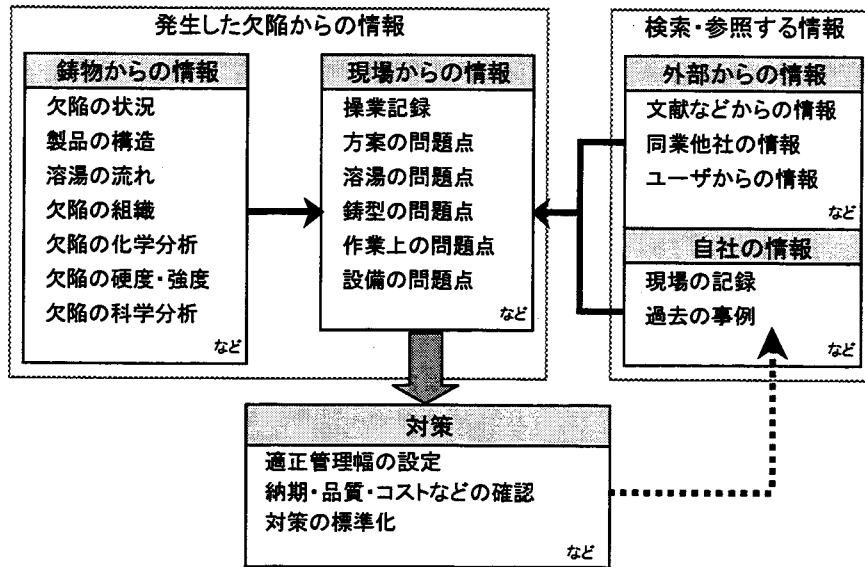 発生した欠陥からの情報
鋳物からの情報
欠陥の状況
製品の構造
溶湯の流れ
欠陥の組織
欠陥の化学分析
欠陥の硬度・強度
欠陥の科学分析
など
現場からの情報
操業記録
方案の問題点
溶湯の問題点
鋳型の問題点
作業上の問題点
設備の問題点
など
検索・参照する情報
外部からの情報
文献などからの情報
同業他社の情報
ユーザからの情報
など
自社の情報
現場の記録
過去の事例
など
対策
適正管理幅の設定
納期・品質・コストなどの確認
対策の標準化
など